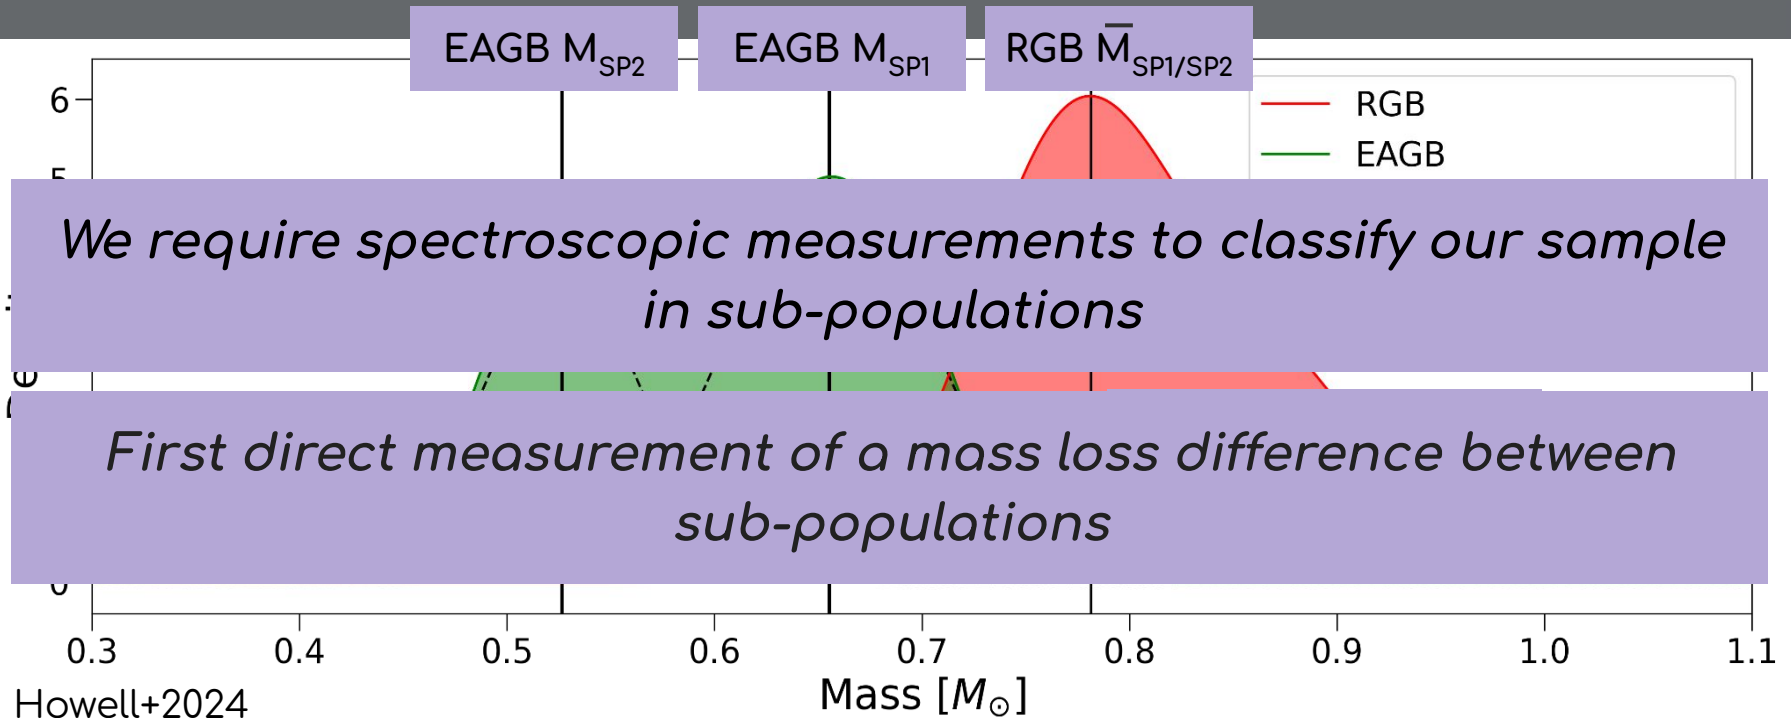 EAGB M_SP2
EAGB M_SP1
RGB M̅_SP1/SP2
6
RGB
EAGB
We require spectroscopic measurements to classify our sample
in sub-populations
First direct measurement of a mass loss difference between
sub-populations
0.3 0.4 0.5 0.6 0.7 0.8 0.9 1.0 1.1
Mass [M☉]
Howell+2024